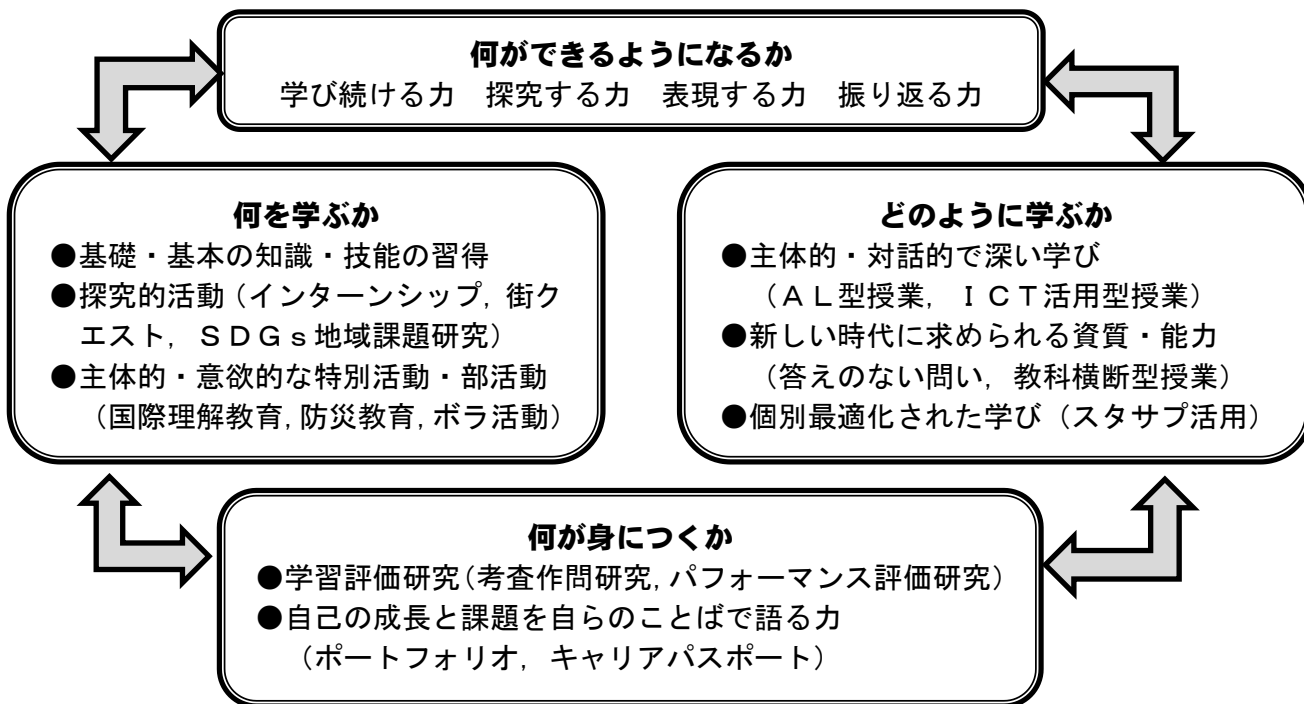 何ができるようになるか
学び続ける力　探究する力　表現する力　振り返る力
何を学ぶか
●基礎・基本の知識・技能の習得
●探究的活動（インターンシップ，街ク
エスト，ＳＤＧｓ地域課題研究）
●主体的・意欲的な特別活動・部活動
（国際理解教育,防災教育,ボラ活動）
どのように学ぶか
●主体的・対話的で深い学び
（ＡＬ型授業，ＩＣＴ活用型授業）
●新しい時代に求められる資質・能力
（答えのない問い，教科横断型授業）
●個別最適化された学び（スタサプ活用）
何が身につくか
●学習評価研究（考査作問研究,パフォーマンス評価研究）
●自己の成長と課題を自らのことばで語る力
（ポートフォリオ，キャリアパスポート）